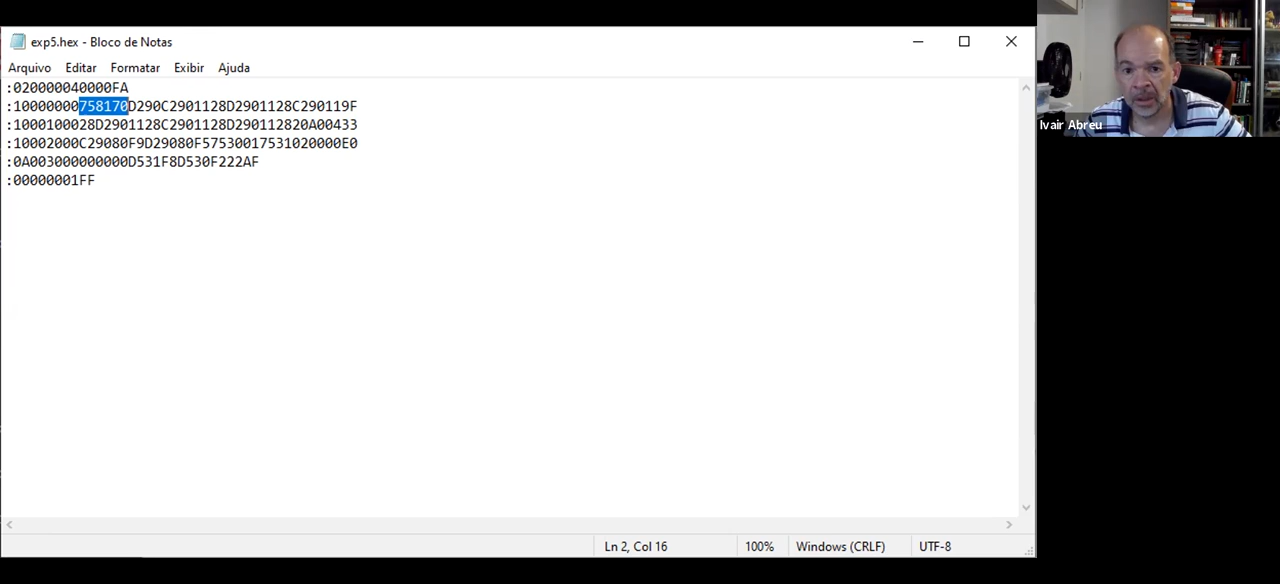 exp5.hex - Bloco de Notas
Arquivo Editar Formatar Exibir Ajuda
:020000040000FA
:10000000758170D290C2901128D2901128C290119F
:1000100028D2901128C2901128D290112820A00433
:10002000C29080F9D29080F57530017531020000E0
:0A003000000000D531F8D530F222AF
:00000001FF
Ln 2, Col 16 100% Windows (CRLF) UTF-8
Ivair Abreu